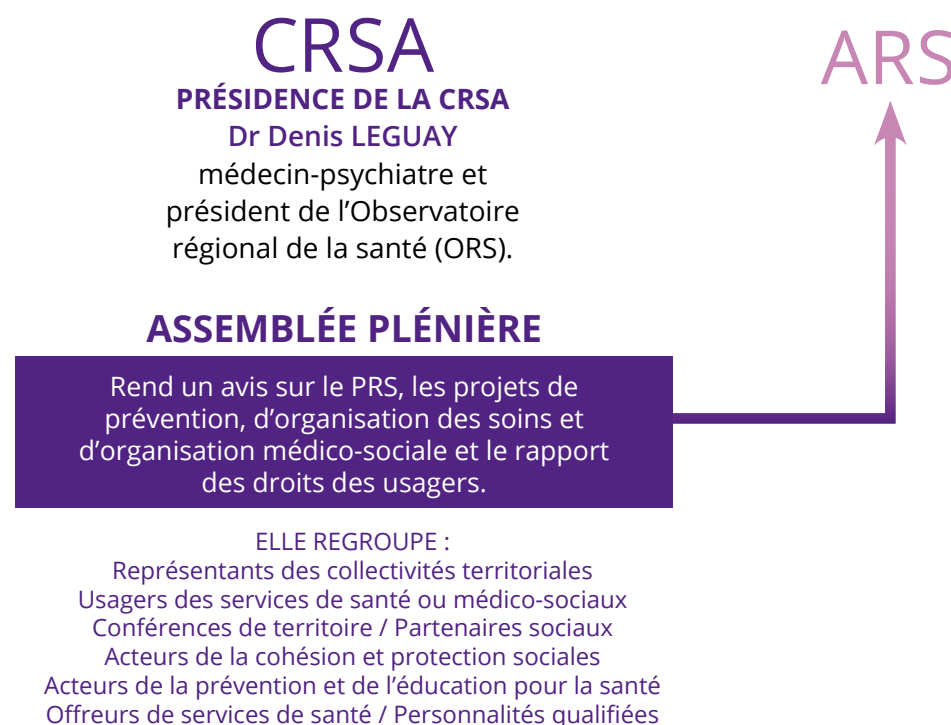 CRSA
PRÉSIDENCE DE LA CRSA
Dr Denis LEGUAY
médecin-psychiatre et
président de l’Observatoire
régional de la santé (ORS).
ASSEMBLÉE PLÉNIÈRE
Rend un avis sur le PRS, les projets de
prévention, d’organisation des soins et
d’organisation médico-sociale et le rapport
des droits des usagers.
ELLE REGROUPE :
Représentants des collectivités territoriales
Usagers des services de santé ou médico-sociaux
Conférences de territoire / Partenaires sociaux
Acteurs de la cohésion et protection sociales
Acteurs de la prévention et de l’éducation pour la santé
Offreurs de services de santé / Personnalités qualifiées
ARS